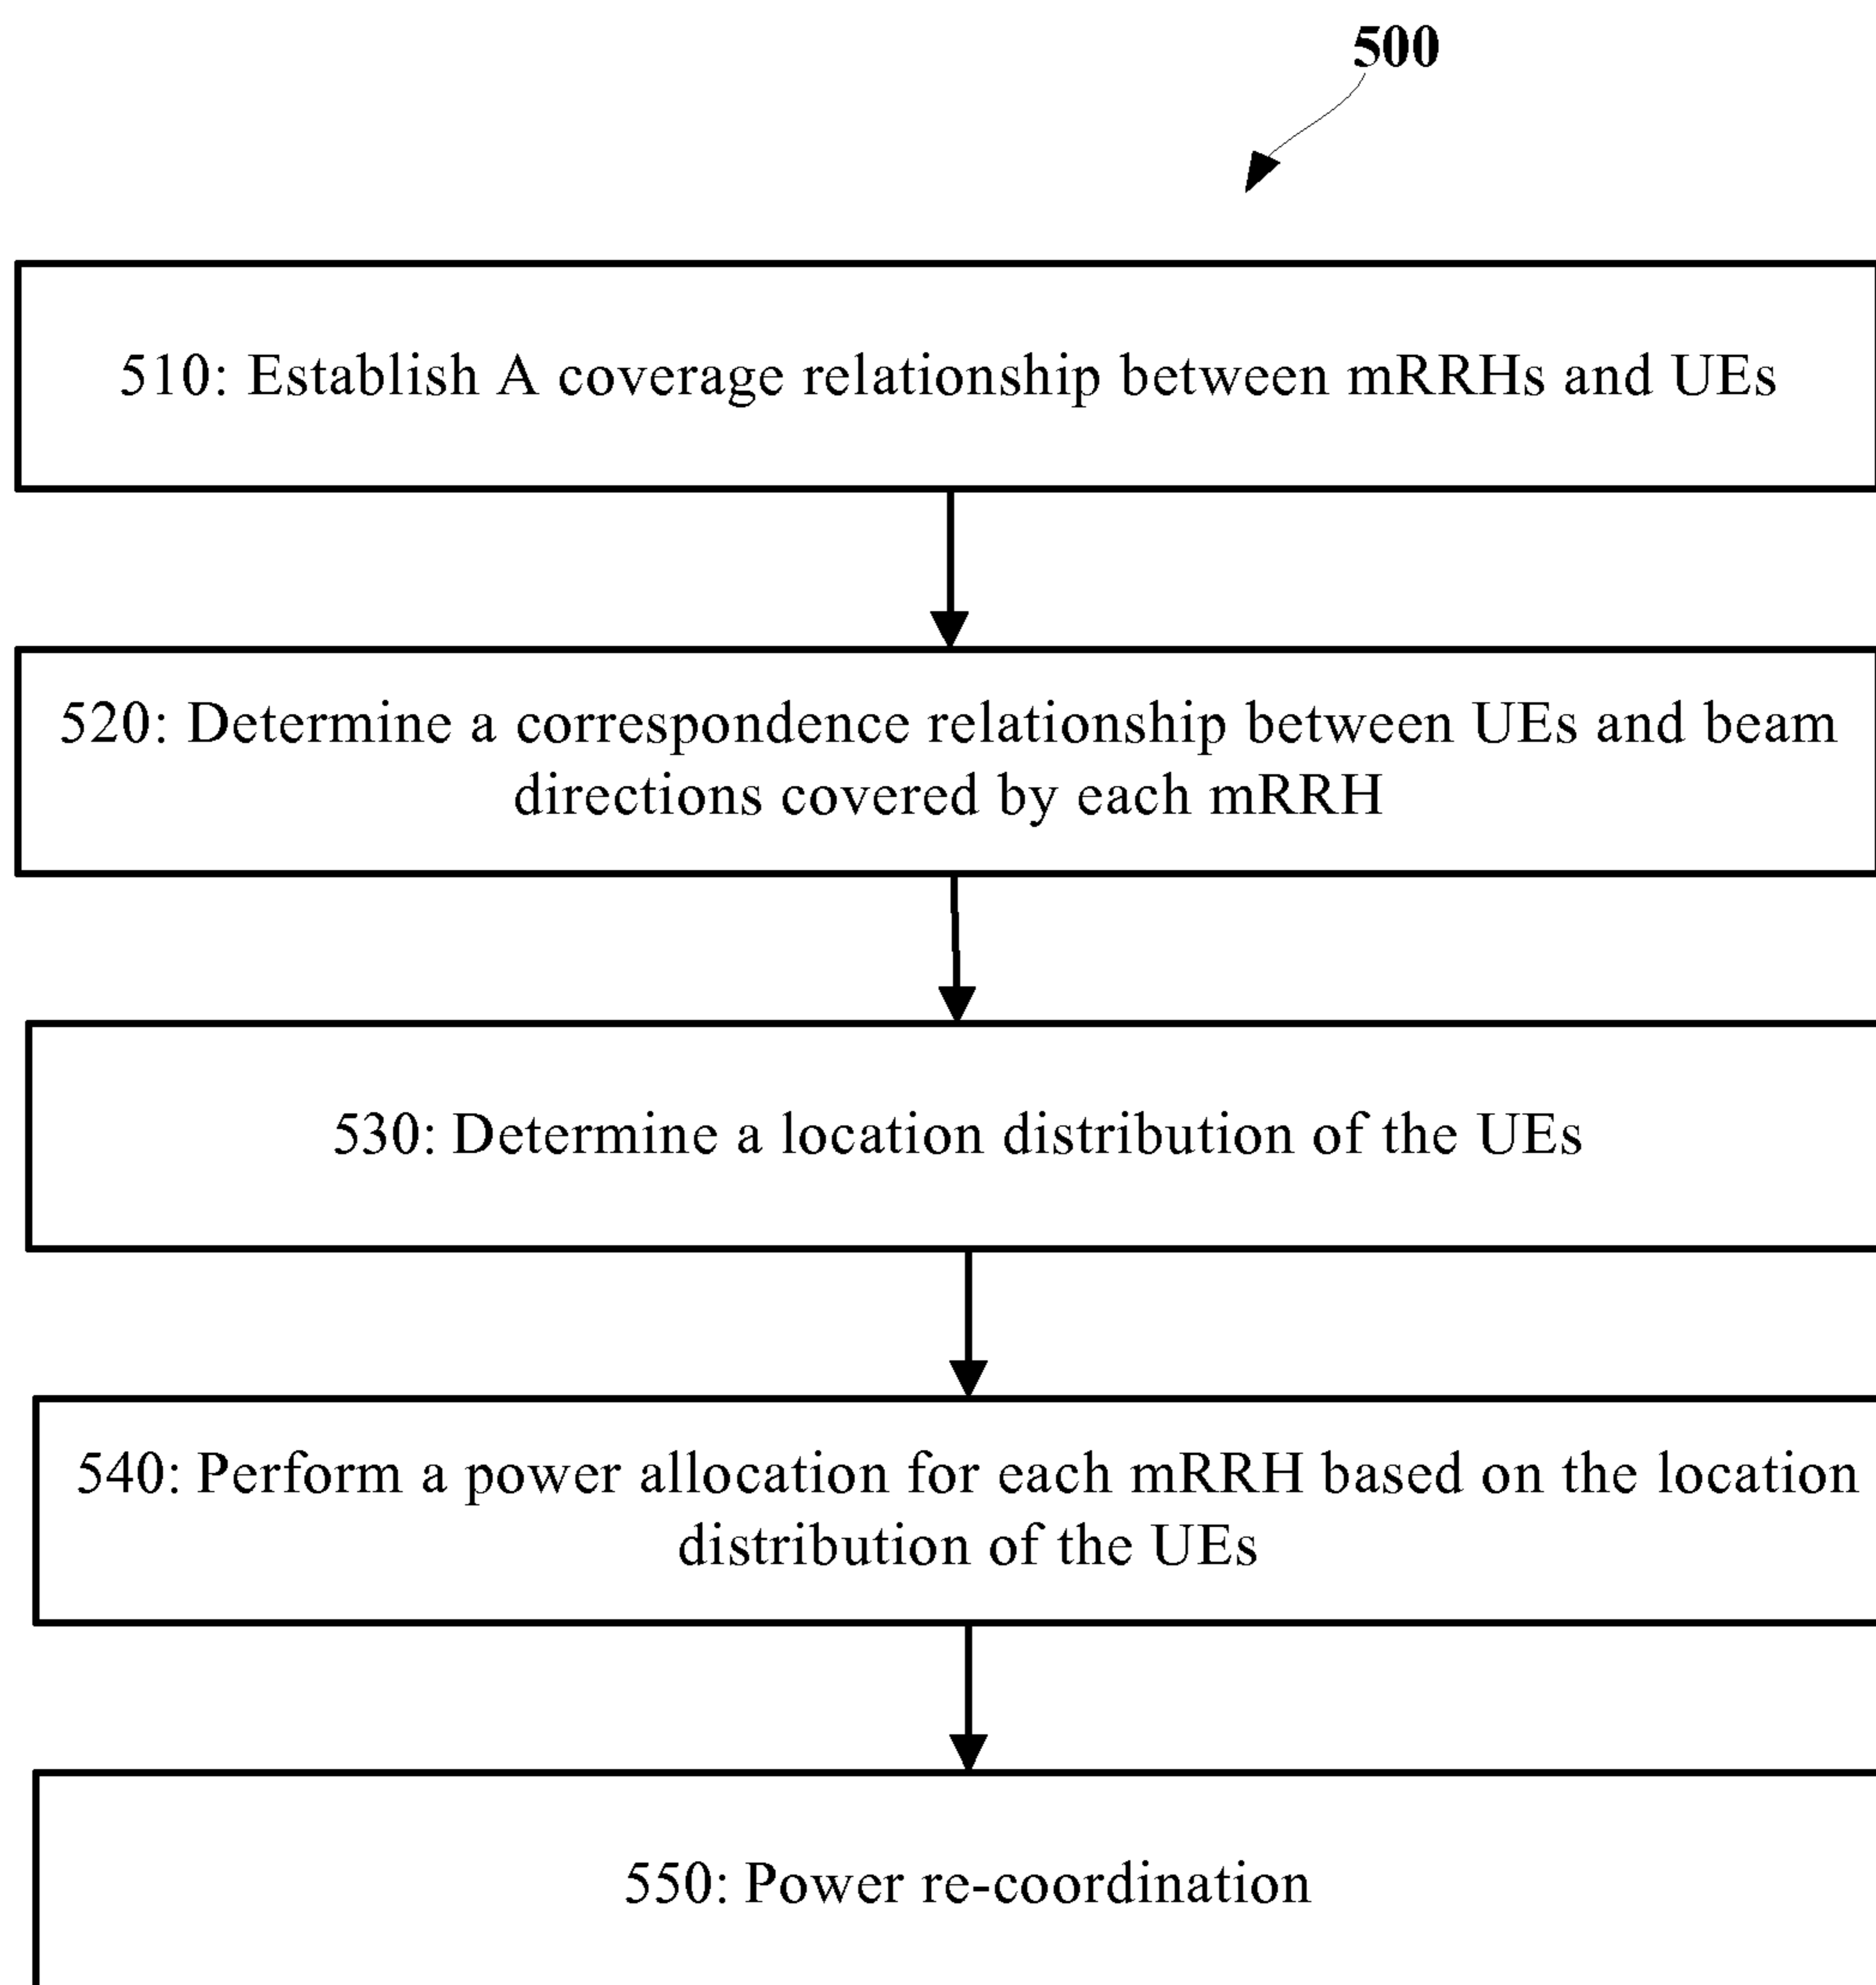 500
510: Establish A coverage relationship between mRRHs and UEs
520: Determine a correspondence relationship between UEs and beam
directions covered by each mRRH
530: Determine a location distribution of the UEs
540: Perform a power allocation for each mRRH based on the location
distribution of the UEs
550: Power re-coordination